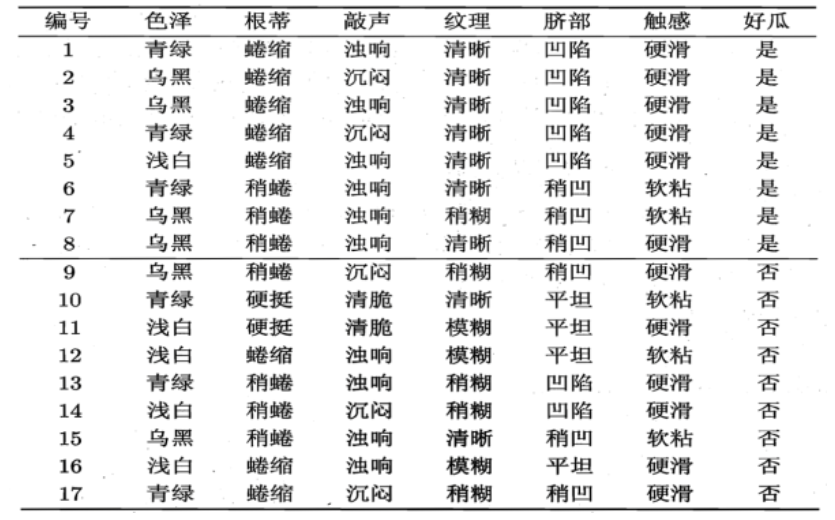 编号 色泽 根蒂 敲声 纹理 脐部 触感 好瓜
1 青绿 蜷缩 浊响 清晰 凹陷 硬滑 是
2 乌黑 蜷缩 沉闷 清晰 凹陷 硬滑 是
3 乌黑 蜷缩 浊响 清晰 凹陷 硬滑 是
4 青绿 蜷缩 沉闷 清晰 凹陷 硬滑 是
5 浅白 蜷缩 浊响 清晰 凹陷 硬滑 是
6 青绿 稍蜷 浊响 清晰 稍凹 软粘 是
7 乌黑 稍蜷 浊响 稍糊 稍凹 软粘 是
8 乌黑 稍蜷 浊响 清晰 稍凹 硬滑 是
9 乌黑 稍蜷 沉闷 稍糊 稍凹 硬滑 否
10 青绿 硬挺 清脆 清晰 平坦 软粘 否
11 浅白 硬挺 清脆 模糊 平坦 硬滑 否
12 浅白 蜷缩 浊响 模糊 平坦 软粘 否
13 青绿 稍蜷 浊响 稍糊 凹陷 硬滑 否
14 浅白 稍蜷 沉闷 稍糊 凹陷 硬滑 否
15 乌黑 稍蜷 浊响 清晰 稍凹 软粘 否
16 浅白 蜷缩 浊响 模糊 平坦 硬滑 否
17 青绿 蜷缩 沉闷 稍糊 稍凹 硬滑 否